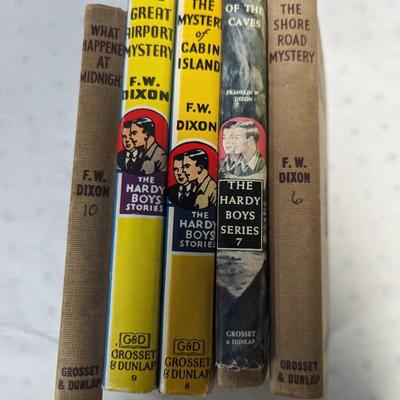 WHAT
HAPPENED
AT
MIDNIGHT
F.W.
DIXON
10
GROSSET
& DUNLAP
GREAT
AIRPORT
MYSTERY
F.W.
DIXON
THE
HARDY
BOYS
STORIES
G&D
GROSSET
& DUNLAP
9
THE
MYSTERY
of
CABIN
ISLAND
F.W.
DIXON
THE
HARDY
BOYS
STORIES
G&D
GROSSET
& DUNLAP
8
OF THE
CAVES
FRANKLIN W.
DIXON
THE
HARDY
BOYS
SERIES
7
GROSSET
& DUNLAP
THE
SHORE
ROAD
MYSTERY
F.W.
DIXON
6
GROSSET
& DUNLAP